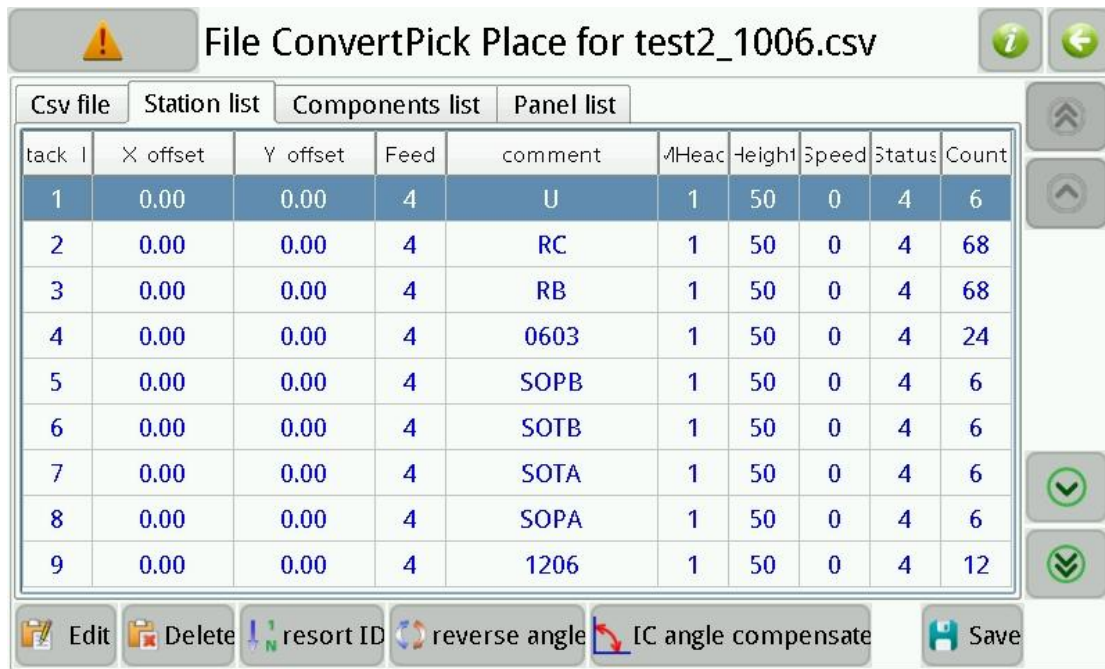 File ConvertPick Place for test2_1006.csv
Csv file Station list Components list Panel list
tack I X offset Y offset Feed comment MHeac Height Speed Status Count
1 0.00 0.00 4 U 1 50 0 4 6
2 0.00 0.00 4 RC 1 50 0 4 68
3 0.00 0.00 4 RB 1 50 0 4 68
4 0.00 0.00 4 0603 1 50 0 4 24
5 0.00 0.00 4 SOPB 1 50 0 4 6
6 0.00 0.00 4 SOTB 1 50 0 4 6
7 0.00 0.00 4 SOTA 1 50 0 4 6
8 0.00 0.00 4 SOPA 1 50 0 4 6
9 0.00 0.00 4 1206 1 50 0 4 12
Edit Delete resort ID reverse angle IC angle compensate Save